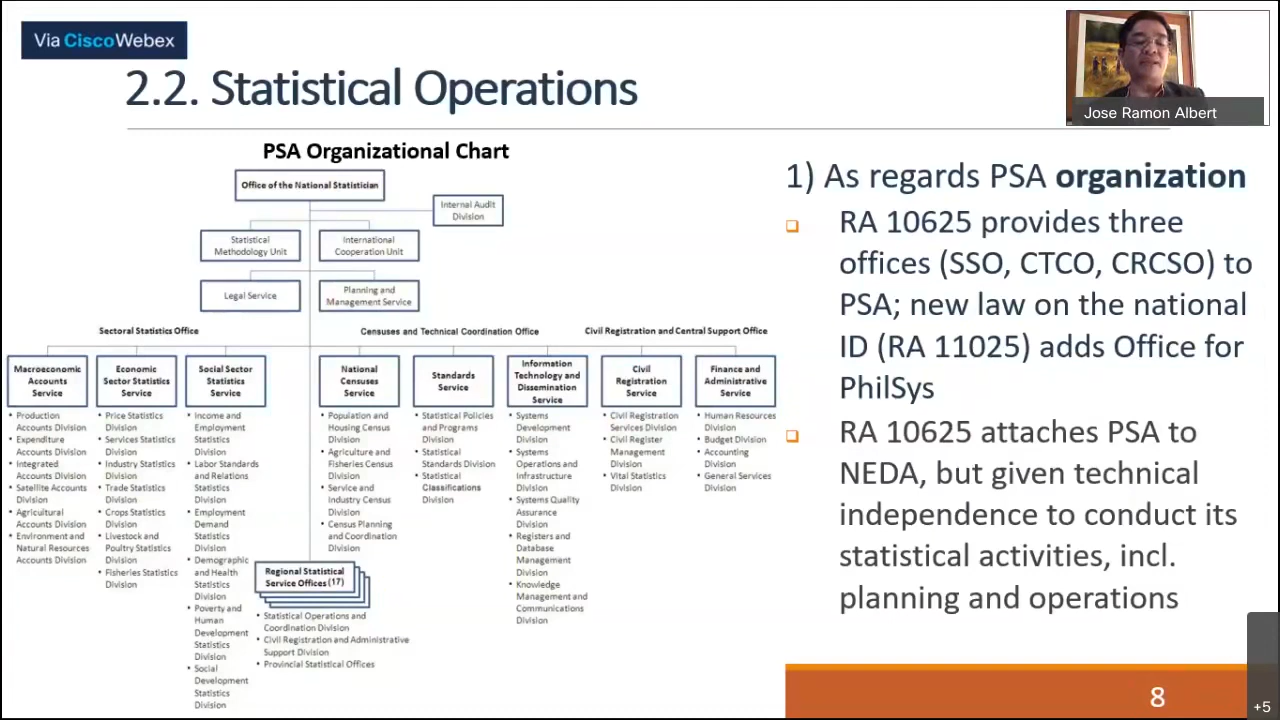 Via CiscoWebex
2.2. Statistical Operations
Jose Ramon Albert
PSA Organizational Chart
Office of the National Statistician
Internal Audit
Division
Statistical
Methodology Unit
International
Cooperation Unit
Legal Service
Planning and
Management Service
Sectoral Statistics Office
Censuses and Technical Coordination Office
Civil Registration and Central Support Office
Macroeconomic
Accounts
Service
• Production
Accounts Division
• Expenditure
Accounts Division
• Integrated
Accounts Division
• Satellite Accounts
Division
• Agricultural
Accounts Division
• Environment and
Natural Resources
Accounts Division
Economic
Sector Statistics
Service
• Price Statistics
Division
• Services Statistics
Division
• Industry Statistics
Division
• Trade Statistics
Division
• Crops Statistics
Division
• Livestock and
Poultry Statistics
Division
• Fisheries Statistics
Division
Social Sector
Statistics
Service
• Income and
Employment
Statistics
Division
• Labor Standards
and Relations
Statistics
Division
• Employment
Demand
Statistics
Division
• Demographic
and Health
Statistics
Division
• Poverty and
Human
Development
Statistics
Division
• Social
Development
Statistics
Division
National
Censuses
Service
• Population and
Housing Census
Division
• Agriculture and
Fisheries Census
Division
• Service and
Industry Census
Division
• Census Planning
and Coordination
Division
Standards
Service
• Statistical Policies
and Programs
Division
• Statistical
Standards Division
• Statistical
Classifications
Division
Information
Technology and
Dissemination
Service
• Systems
Development
Division
• Systems
Operations and
Infrastructure
Division
• Systems Quality
Assurance
Division
• Registers and
Database
Management
Division
• Knowledge
Management and
Communications
Division
Civil
Registration
Service
• Civil Registration
Services Division
• Civil Register
Management
Division
• Vital Statistics
Division
Finance and
Administrative
Service
• Human Resources
Division
• Budget Division
• Accounting
Division
• General Services
Division
Regional Statistical
Service Offices (17)
• Statistical Operations and
Coordination Division
• Civil Registration and Administrative
Support Division
• Provincial Statistical Offices
1) As regards PSA organization
RA 10625 provides three
offices (SSO, CTCO, CRCSO) to
PSA; new law on the national
ID (RA 11025) adds Office for
PhilSys
RA 10625 attaches PSA to
NEDA, but given technical
independence to conduct its
statistical activities, incl.
planning and operations
8
+5